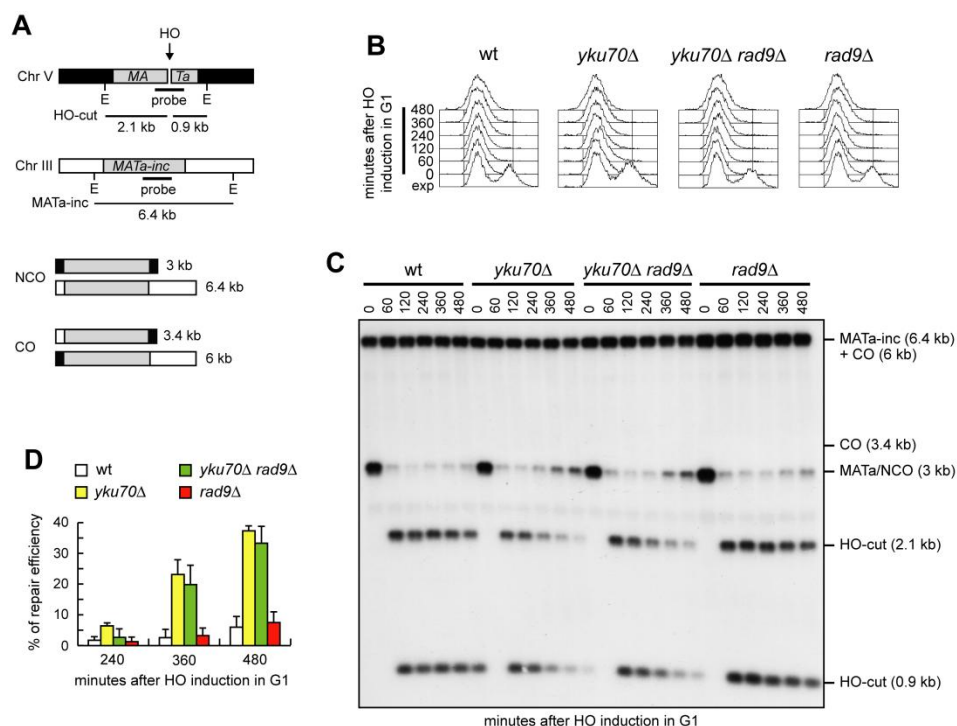 A
HO
Chr V
MA
Ta
E
probe
E
HO-cut
2.1 kb
0.9 kb
Chr III
MATa-inc
E
probe
E
MATa-inc
6.4 kb
NCO
3 kb
6.4 kb
CO
3.4 kb
6 kb
B
wt
yku70Δ
yku70Δ rad9Δ
rad9Δ
minutes after HO
induction in G1
480
360
240
120
60
0
exp
C
wt
yku70Δ
yku70Δ rad9Δ
rad9Δ
0 60 120 240 360 480 0 60 120 240 360 480 0 60 120 240 360 480 0 60 120 240 360 480
MATa-inc (6.4 kb)
+ CO (6 kb)
CO (3.4 kb)
MATa/NCO (3 kb)
HO-cut (2.1 kb)
HO-cut (0.9 kb)
minutes after HO induction in G1
D
wt
yku70Δ rad9Δ
yku70Δ
rad9Δ
% of repair efficiency
40
30
20
10
0
240
360
480
minutes after HO induction in G1